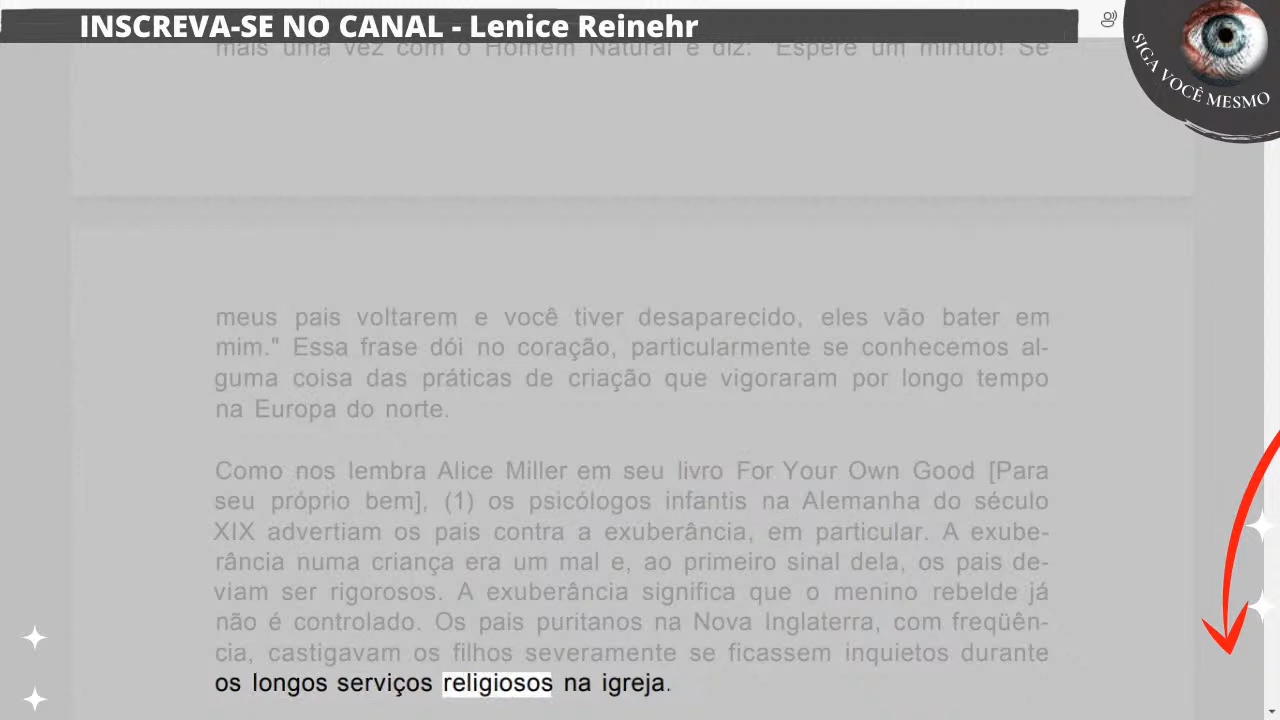 INSCREVA-SE NO CANAL - Lenice Reinehr
SIGA VOCÊ MESMO
mais uma vez com o Homem Natural e diz: "Espere um minuto! Se
meus pais voltarem e você tiver desaparecido, eles vão bater em
mim." Essa frase dói no coração, particularmente se conhecemos al-
guma coisa das práticas de criação que vigoraram por longo tempo
na Europa do norte.
Como nos lembra Alice Miller em seu livro For Your Own Good [Para
seu próprio bem], (1) os psicólogos infantis na Alemanha do século
XIX advertiam os pais contra a exuberância, em particular. A exube-
rância numa criança era um mal e, ao primeiro sinal dela, os pais de-
viam ser rigorosos. A exuberância significa que o menino rebelde já
não é controlado. Os pais puritanos na Nova Inglaterra, com freqüên-
cia, castigavam os filhos severamente se ficassem inquietos durante
os longos serviços religiosos na igreja.